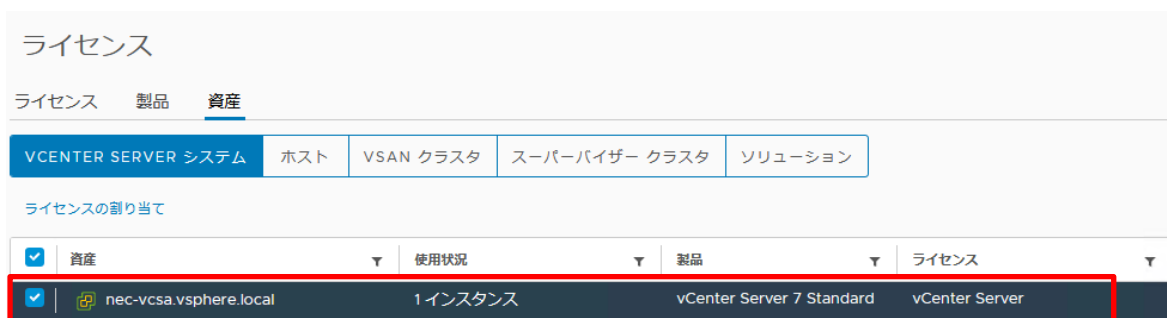 ライセンス
ライセンス 製品 資産
VCENTER SERVER システム ホスト VSAN クラスタ スーパーバイザー クラスタ ソリューション
ライセンスの割り当て
資産 使用状況 製品 ライセンス
nec-vcsa.vsphere.local 1 インスタンス vCenter Server 7 Standard vCenter Server